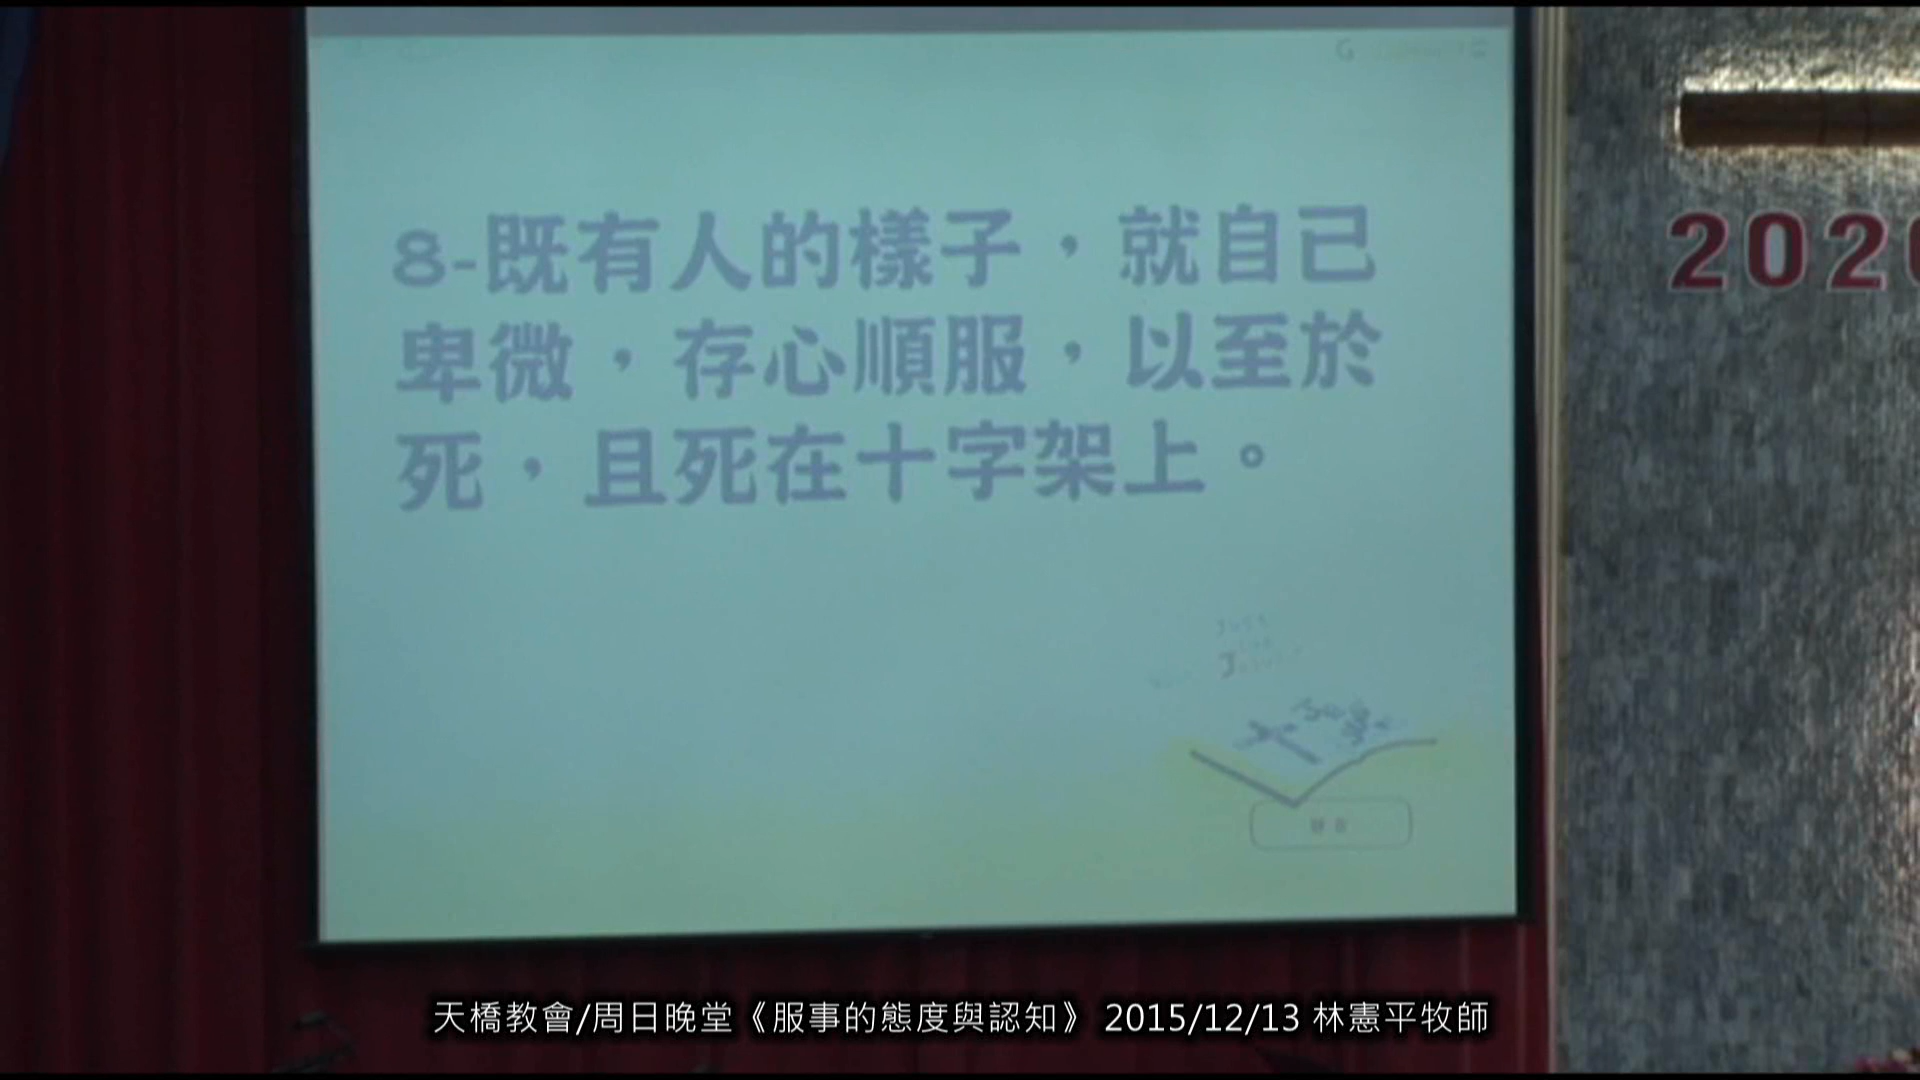 8-既有人的樣子，就自己
卑微，存心順服，以至於
死，且死在十字架上。
202
天橋教會/周日晚堂《服事的態度與認知》 2015/12/13 林憲平牧師